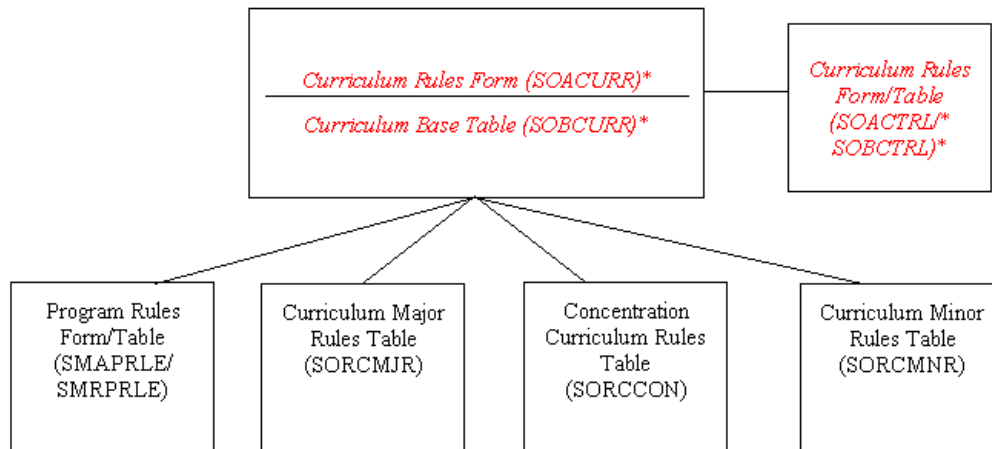 Curriculum Rules Form (SOACURR)*
Curriculum Base Table (SOBCURR)*
Curriculum Rules
Form/Table
(SOACTRL/*
SOBCTRL)*
Program Rules
Form/Table
(SMAPRLE/
SMRPRLE)
Curriculum Major
Rules Table
(SORCMJR)
Concentration
Curriculum Rules
Table
(SORCCON)
Curriculum Minor
Rules Table
(SORCMNR)